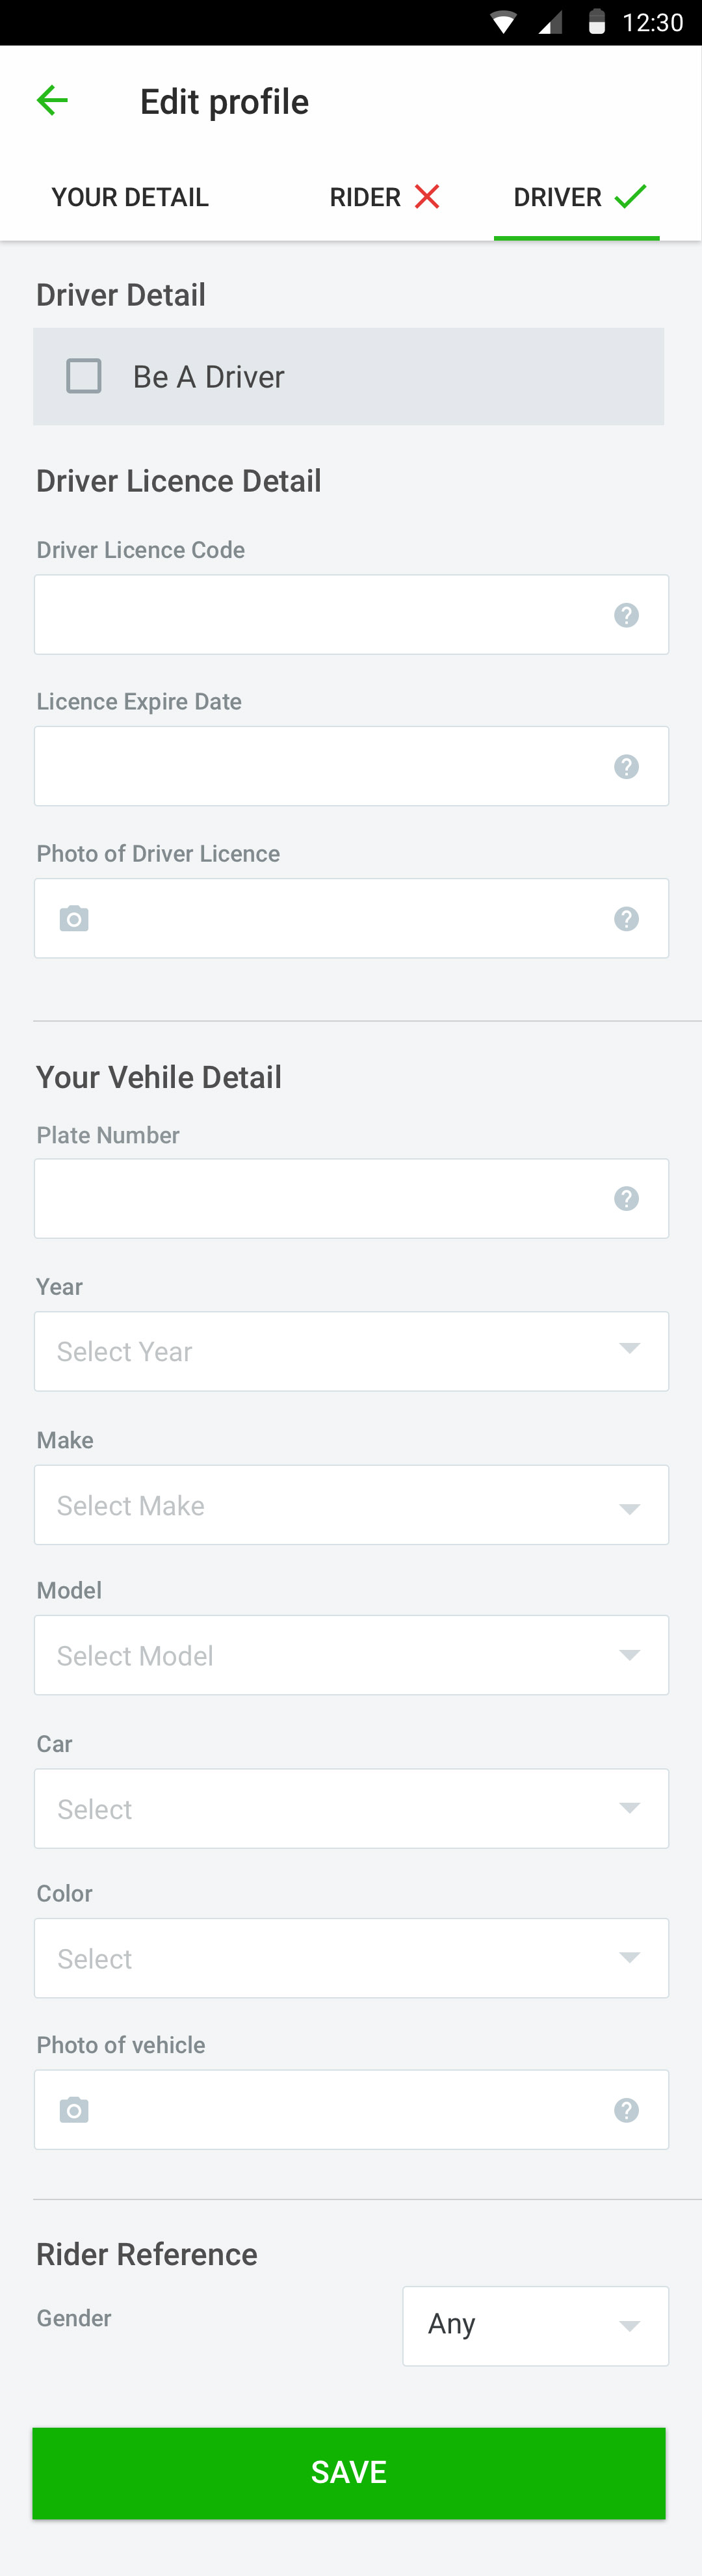 12:30
Edit profile
YOUR DETAIL RIDER DRIVER
Driver Detail
Be A Driver
Driver Licence Detail
Driver Licence Code
Licence Expire Date
Photo of Driver Licence
Your Vehile Detail
Plate Number
Year
Select Year
Make
Select Make
Model
Select Model
Car
Select
Color
Select
Photo of vehicle
Rider Reference
Gender Any
SAVE